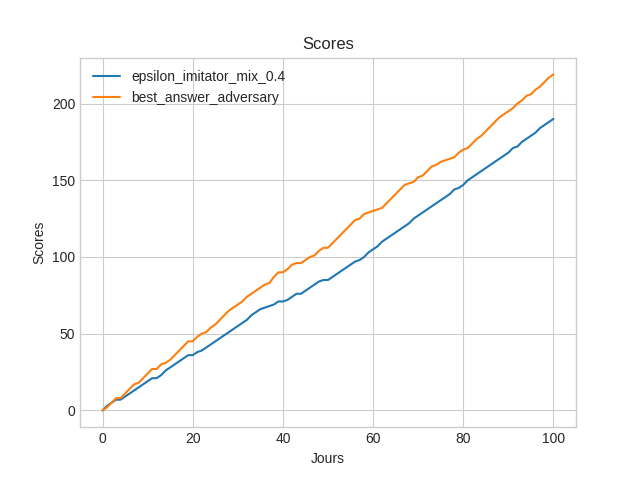 Scores
epsilon_imitator_mix_0.4
best_answer_adversary
Scores
200
150
100
50
0
0 20 40 60 80 100
Jours